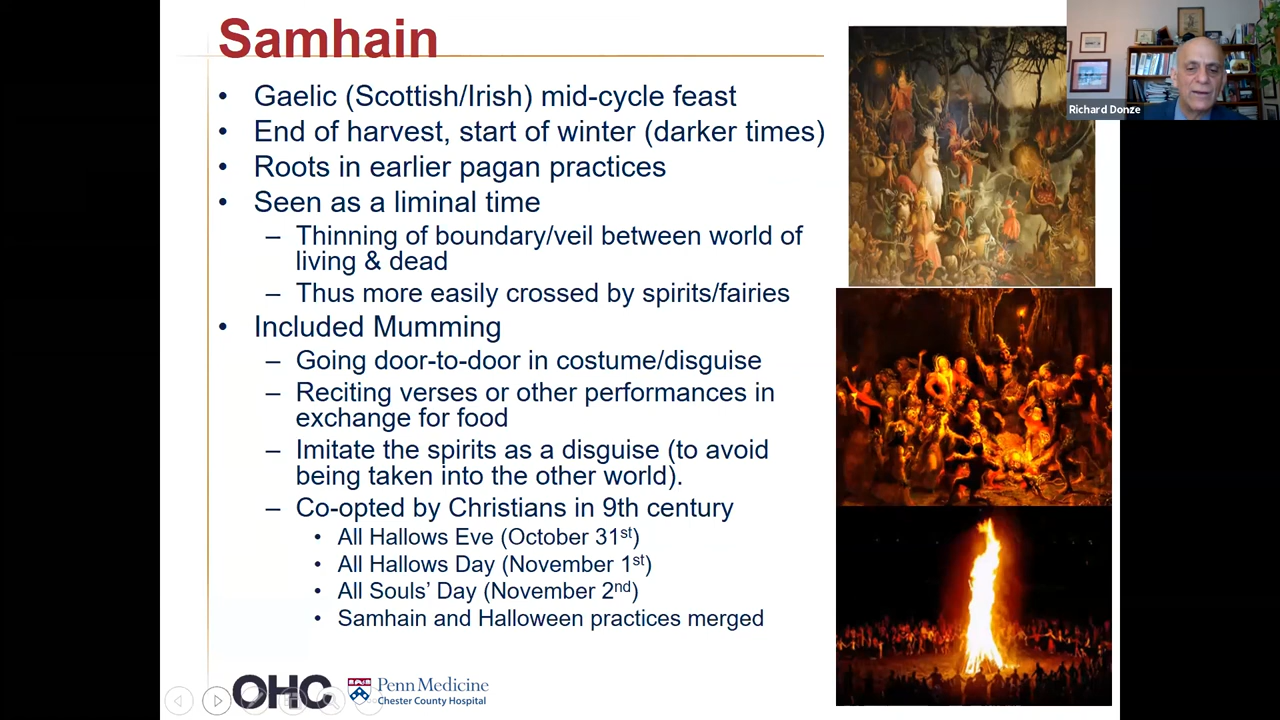 Samhain
• Gaelic (Scottish/Irish) mid-cycle feast
• End of harvest, start of winter (darker times)
• Roots in earlier pagan practices
• Seen as a liminal time
– Thinning of boundary/veil between world of
living & dead
– Thus more easily crossed by spirits/fairies
• Included Mumming
– Going door-to-door in costume/disguise
– Reciting verses or other performances in
exchange for food
– Imitate the spirits as a disguise (to avoid
being taken into the other world).
– Co-opted by Christians in 9th century
• All Hallows Eve (October 31st)
• All Hallows Day (November 1st)
• All Souls’ Day (November 2nd)
• Samhain and Halloween practices merged
OHC
Penn Medicine
Chester County Hospital
Richard Donze